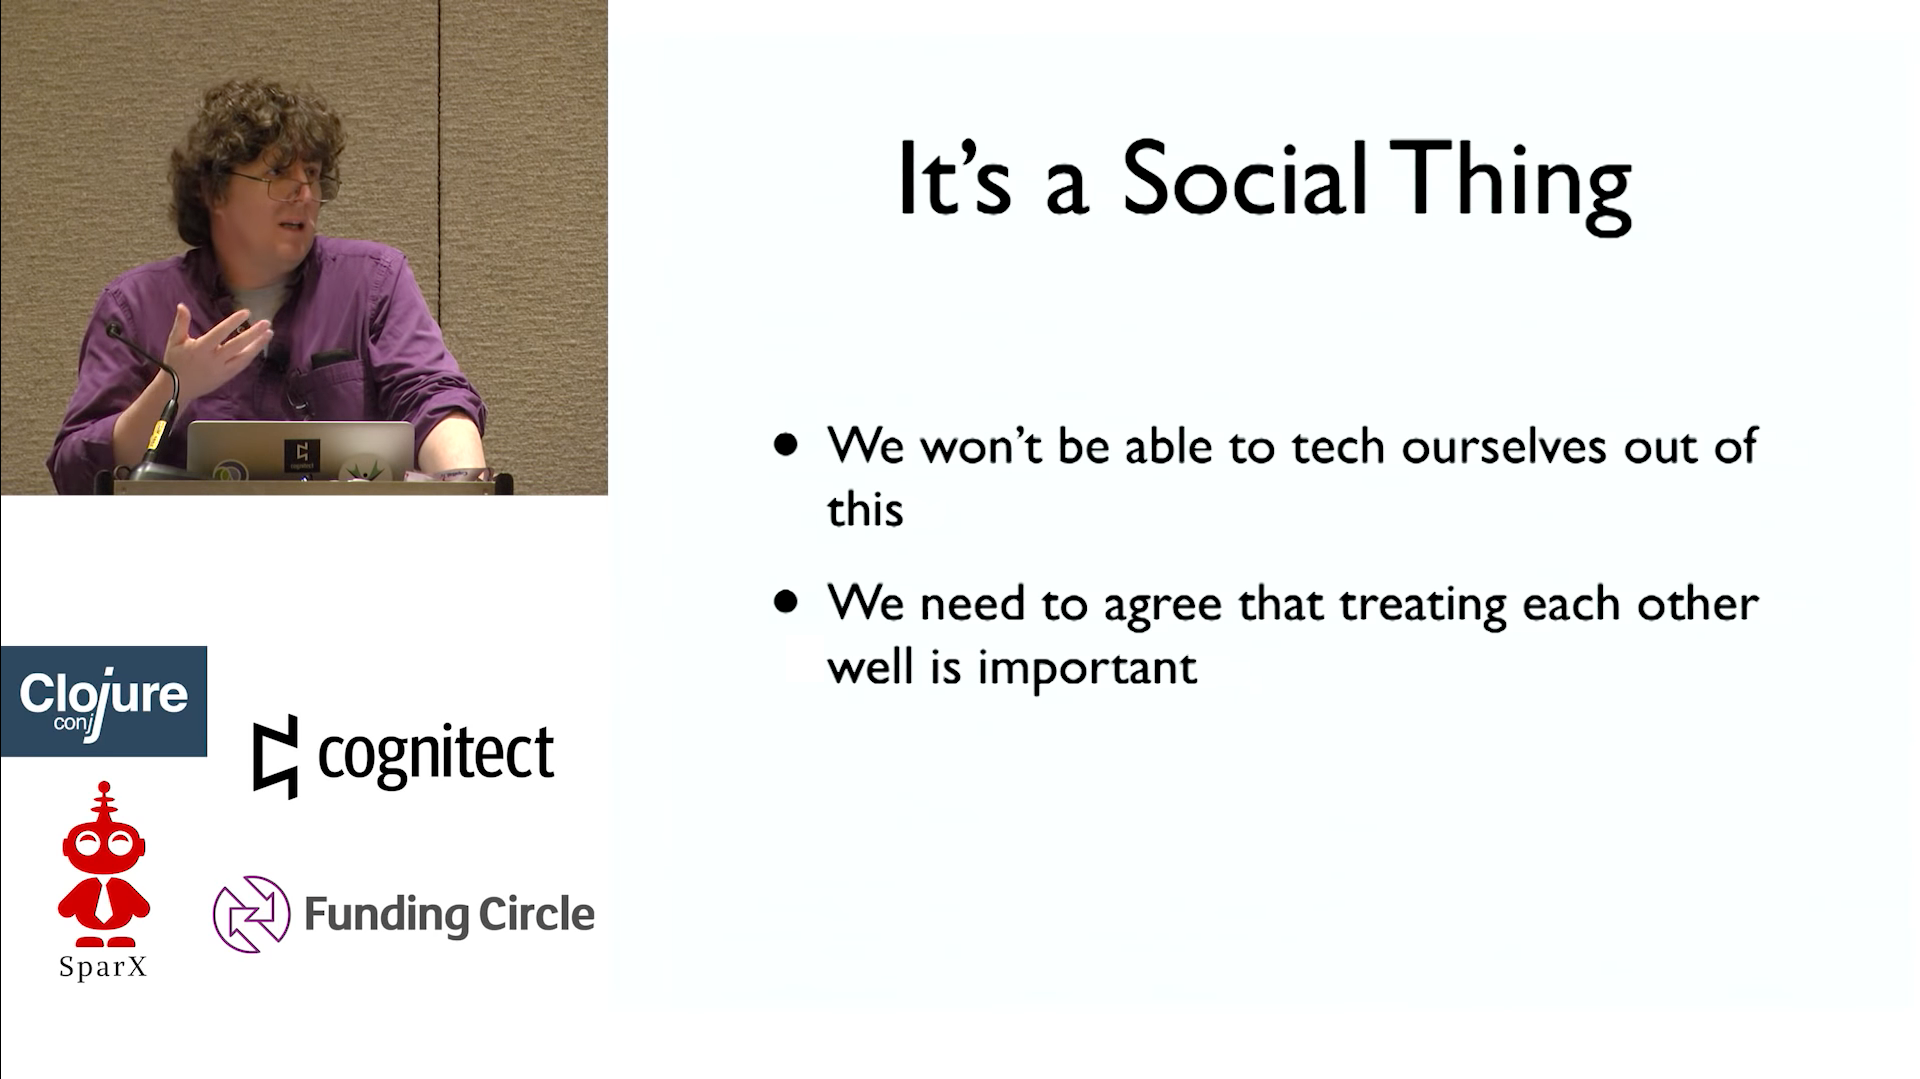 It’s a Social Thing
• We won’t be able to tech ourselves out of
this
• We need to agree that treating each other
well is important
Clojure
conj
cognitect
SparX
Funding Circle
cognitect